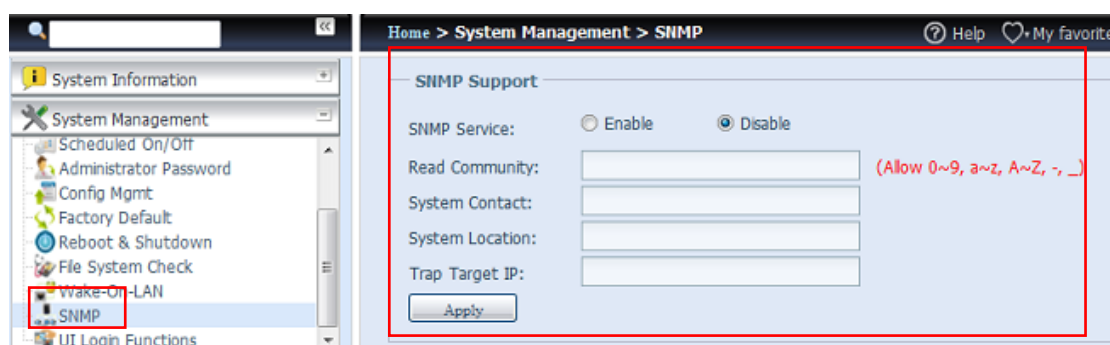 Home > System Management > SNMP
Help
My favorite
System Information
System Management
Scheduled On/Off
Administrator Password
Config Mgmt
Factory Default
Reboot & Shutdown
File System Check
Wake-On-LAN
SNMP
UI Login Functions
SNMP Support
SNMP Service: Enable Disable
Read Community: (Allow 0~9, a~z, A~Z, -, _)
System Contact:
System Location:
Trap Target IP:
Apply